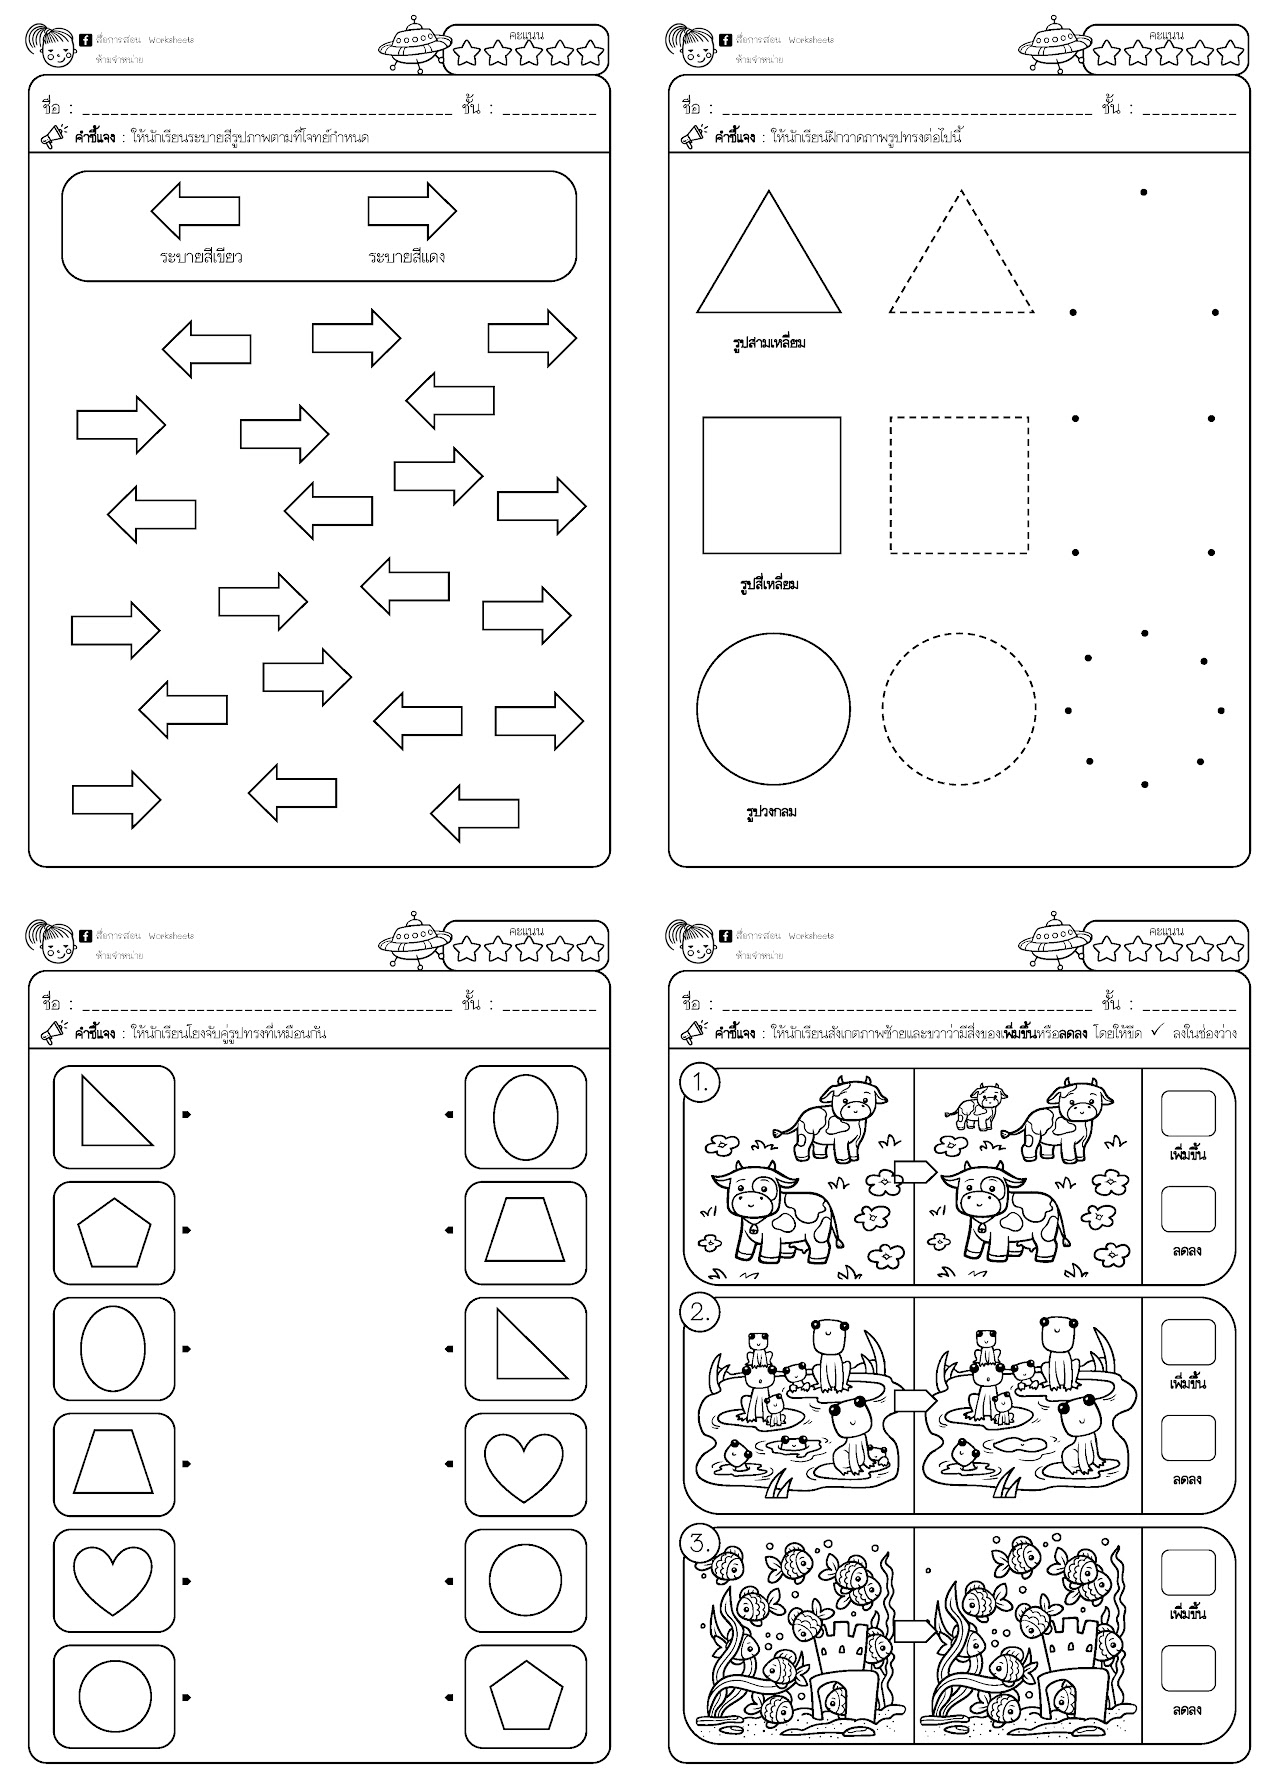 สื่อการสอน Worksheets
ห้ามจำหน่าย
คะแนน
ชื่อ : ชั้น :
คำชี้แจง : ให้นักเรียนระบายสีรูปภาพตามที่โจทย์กำหนด
ระบายสีเขียว ระบายสีแดง
สื่อการสอน Worksheets
ห้ามจำหน่าย
คะแนน
ชื่อ : ชั้น :
คำชี้แจง : ให้นักเรียนฝึกวาดภาพรูปทรงต่อไปนี้
รูปสามเหลี่ยม
รูปสี่เหลี่ยม
รูปวงกลม
สื่อการสอน Worksheets
ห้ามจำหน่าย
คะแนน
ชื่อ : ชั้น :
คำชี้แจง : ให้นักเรียนโยงจับคู่รูปทรงที่เหมือนกัน
สื่อการสอน Worksheets
ห้ามจำหน่าย
คะแนน
ชื่อ : ชั้น :
คำชี้แจง : ให้นักเรียนสังเกตภาพซ้ายและขวาว่ามีสิ่งของเพิ่มขึ้นหรือลดลง โดยให้ขีด ✓ ลงในช่องว่าง
1.
เพิ่มขึ้น
ลดลง
2.
เพิ่มขึ้น
ลดลง
3.
เพิ่มขึ้น
ลดลง